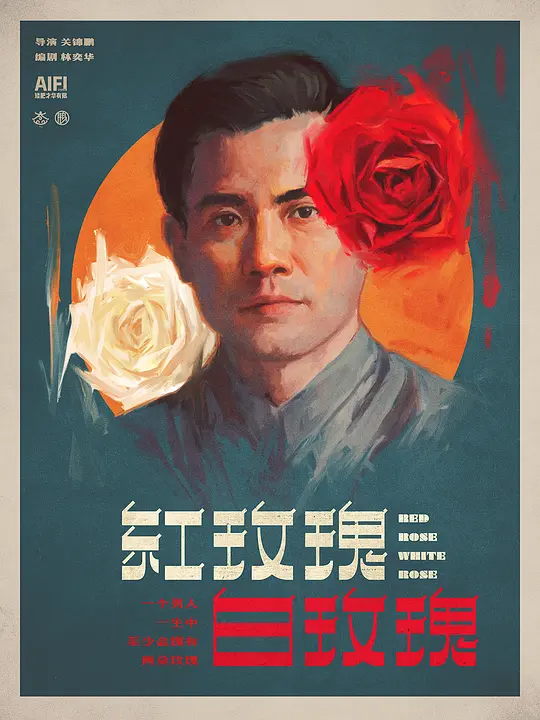 导演 关锦鹏
编剧 林奕华
AIFI
紅玫瑰
RED
ROSE
WHITE
ROSE
白玫瑰
一个男人
一生中
至少会拥有
两朵玫瑰